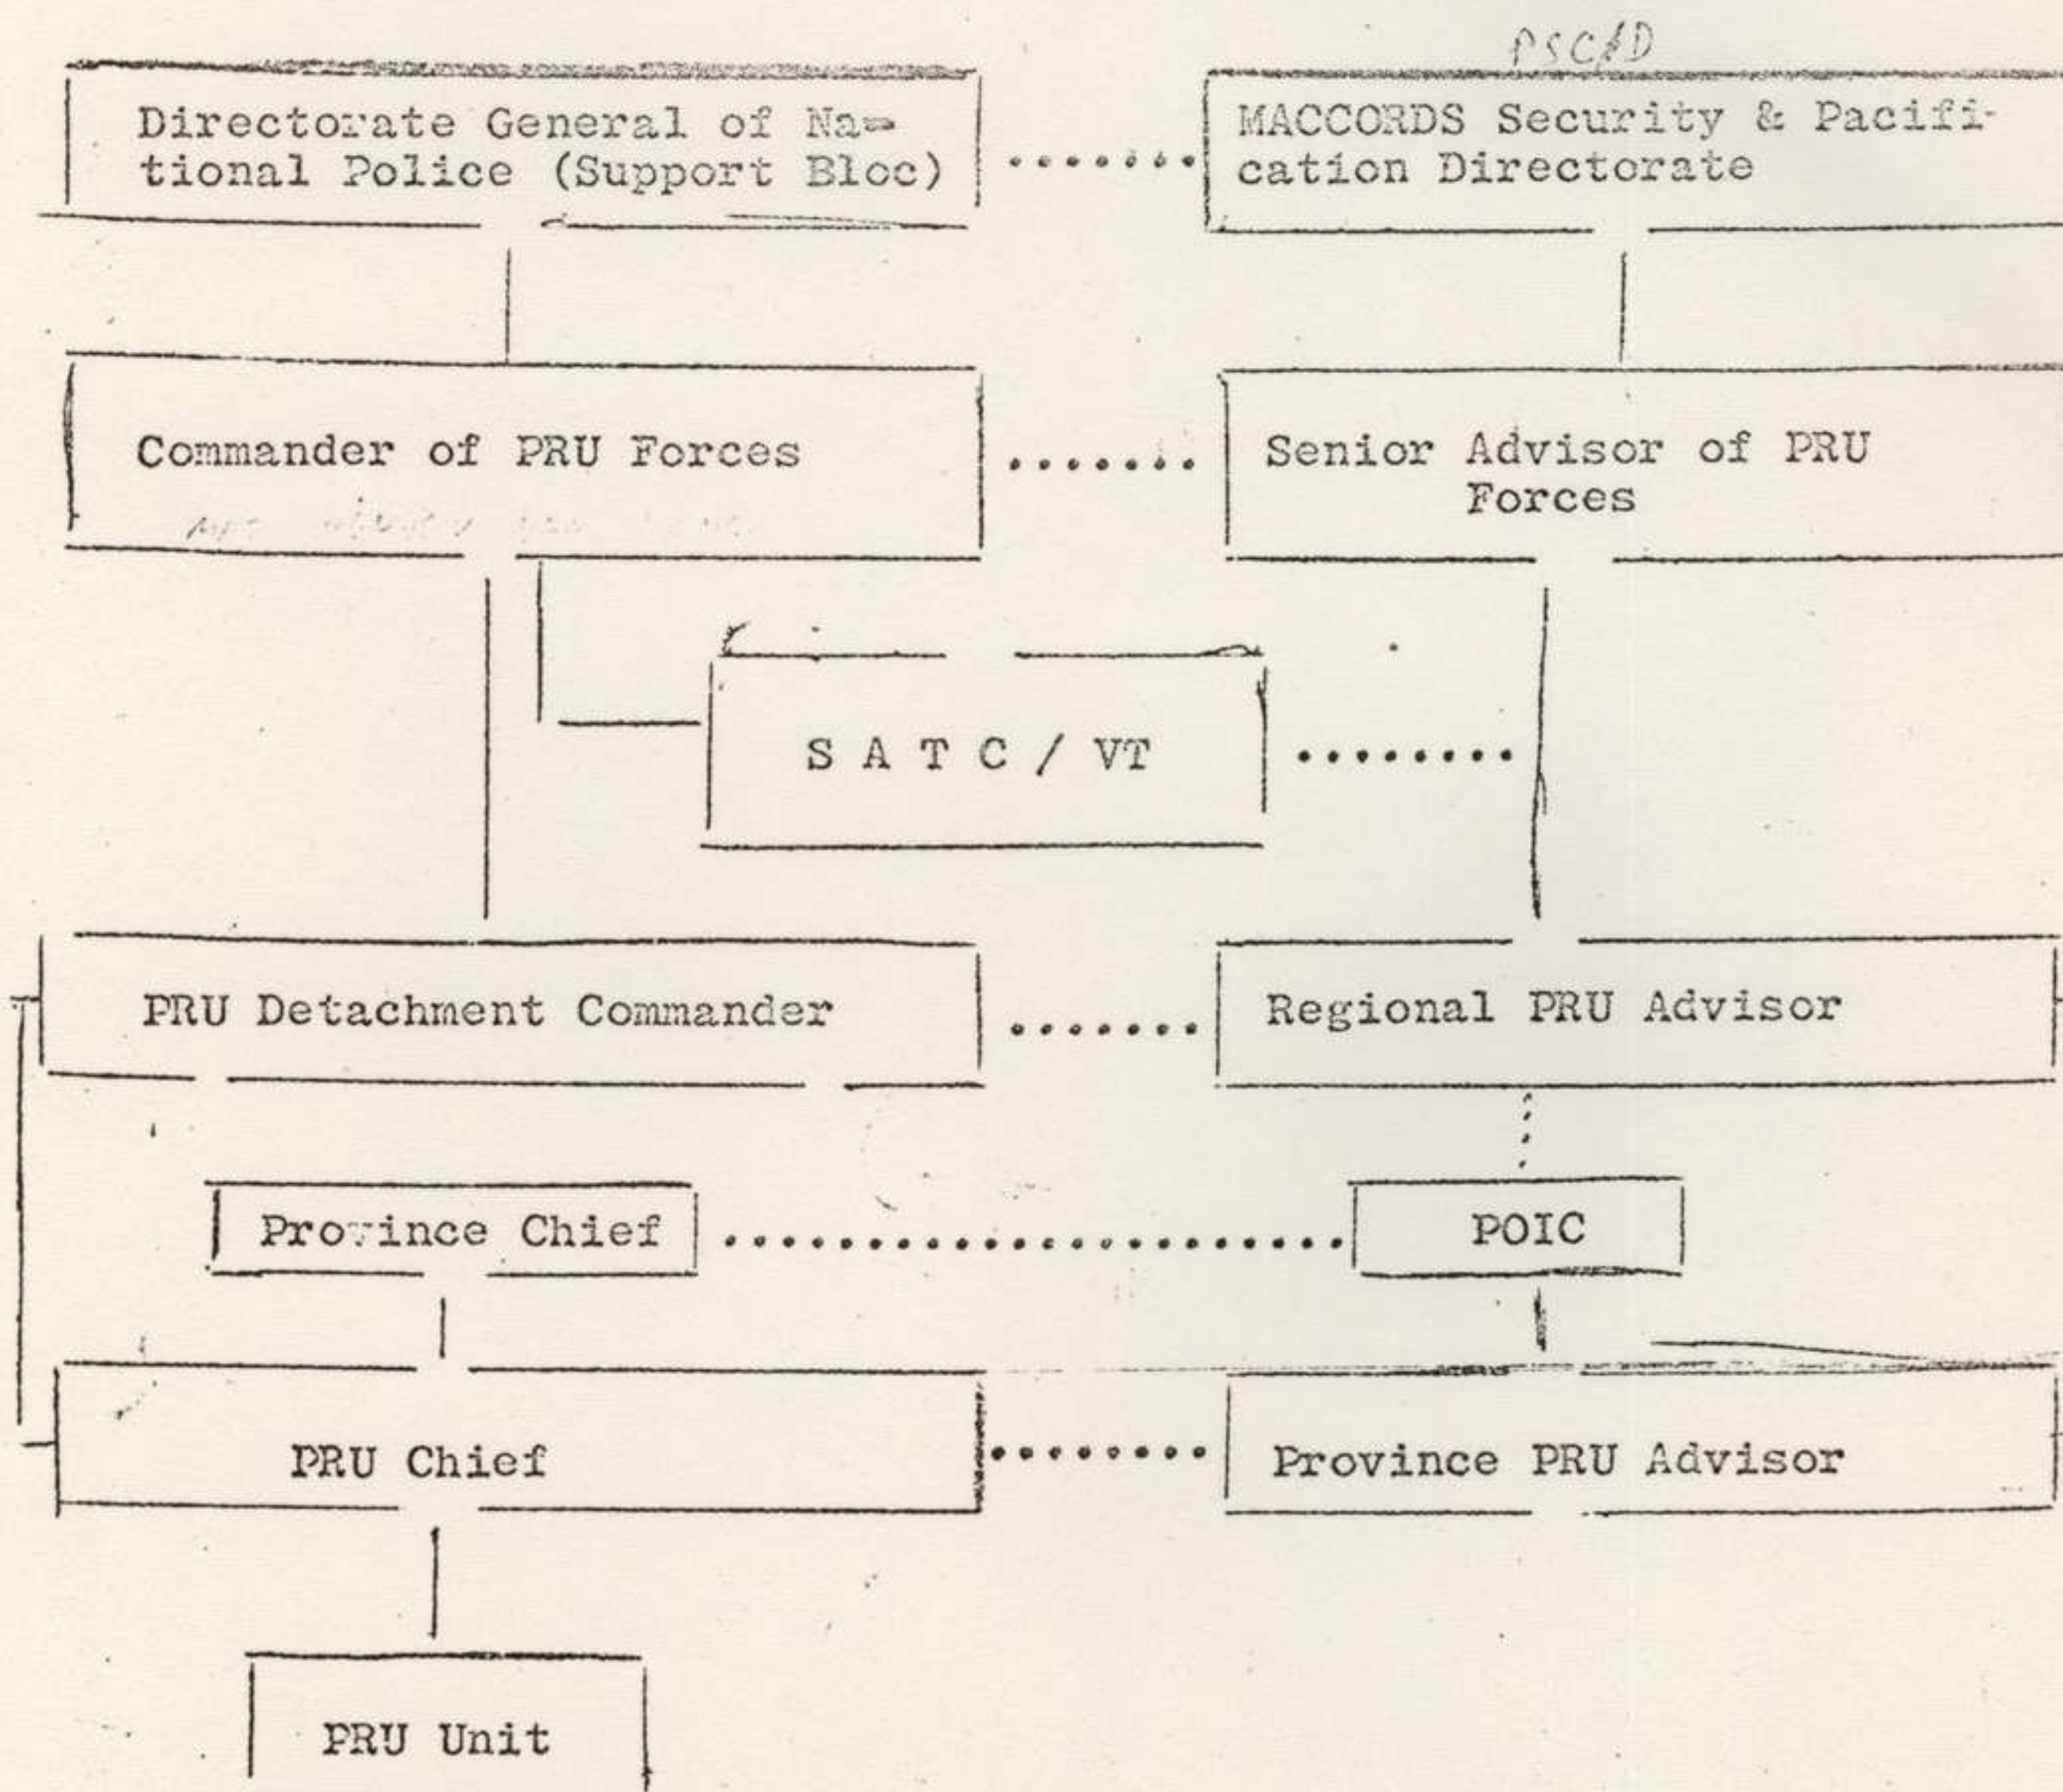 PSC/D
Directorate General of Na-
tional Police (Support Bloc)
MACCORDS Security & Pacifi-
cation Directorate
Commander of PRU Forces
Senior Advisor of PRU
Forces
S A T C / VT
PRU Detachment Commander
Regional PRU Advisor
Province Chief
POIC
PRU Chief
Province PRU Advisor
PRU Unit